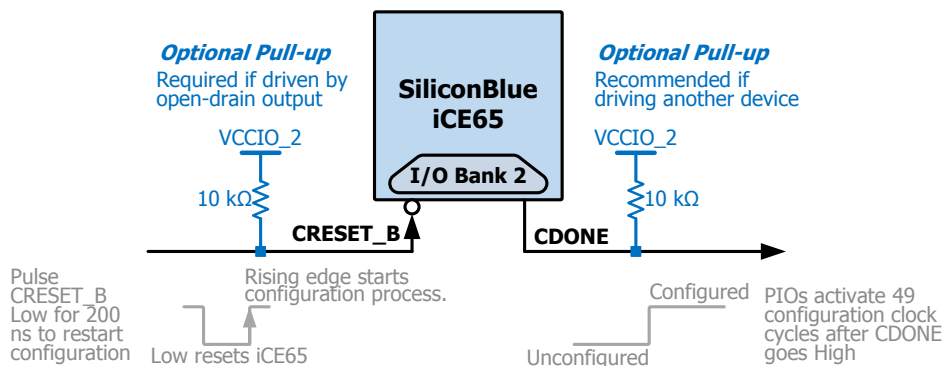 Optional Pull-up
Required if driven by
open-drain output
VCCIO_2
10 kΩ
SiliconBlue
iCE65
I/O Bank 2
Optional Pull-up
Recommended if
driving another device
VCCIO_2
10 kΩ
CRESET_B
CDONE
Pulse
CRESET_B
Low for 200
ns to restart
configuration
Rising edge starts
configuration process.
Low resets iCE65
Configured
Unconfigured
PIOs activate 49
configuration clock
cycles after CDONE
goes High